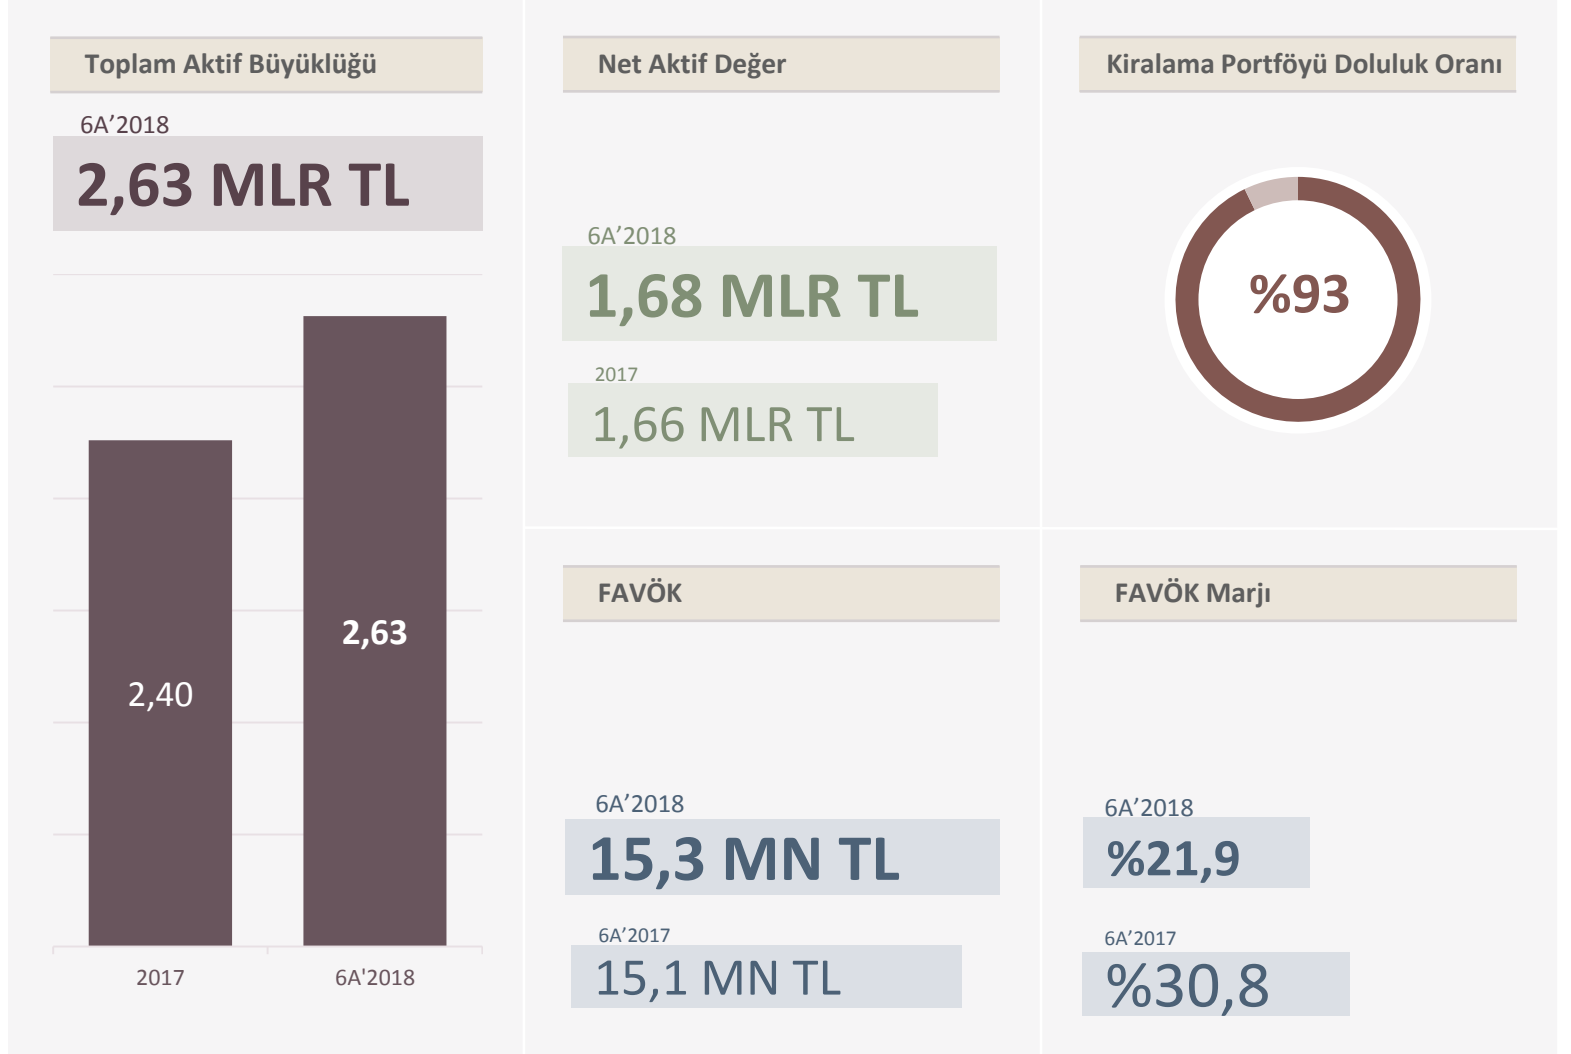 Toplam Aktif Büyüklüğü
6A’2018
2,63 MLR TL
2,40
2,63
2017
6A'2018
Net Aktif Değer
6A’2018
1,68 MLR TL
2017
1,66 MLR TL
Kiralama Portföyü Doluluk Oranı
%93
FAVÖK
6A’2018
15,3 MN TL
6A’2017
15,1 MN TL
FAVÖK Marjı
6A’2018
%21,9
6A’2017
%30,8